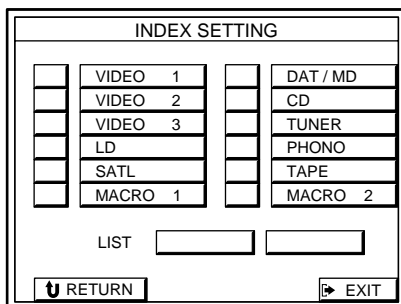 INDEX SETTING
VIDEO 1 DAT / MD
VIDEO 2 CD
VIDEO 3 TUNER
LD PHONO
SATL TAPE
MACRO 1 MACRO 2
LIST
RETURN EXIT